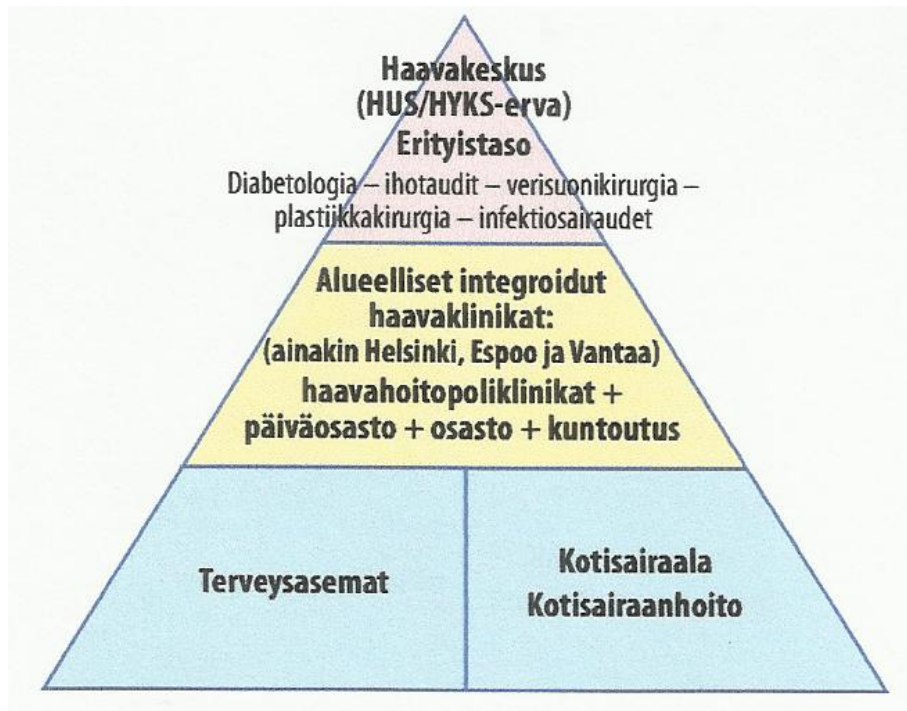 Haavakeskus
(HUS/HYKS-erva)
Erityistaso
Diabetologia – ihotaudit – verisuonikirurgia –
plastiikkakirurgia – infektiosairaudet
Alueelliset integroidut
haavaklinikat:
(ainakin Helsinki, Espoo ja Vantaa)
haavahoitopoliklinikat +
päiväosasto + osasto + kuntoutus
Terveysasemat
Kotisairaala
Kotisairaanhoito